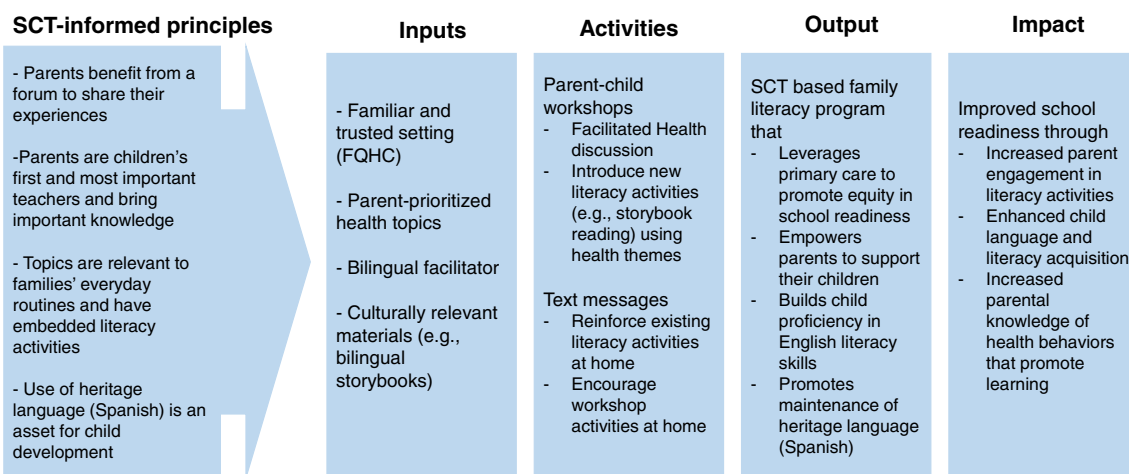 SCT-informed principles
- Parents benefit from a
forum to share their
experiences
-Parents are children's
first and most important
teachers and bring
important knowledge
- Topics are relevant to
families' everyday
routines and have
embedded literacy
activities
- Use of heritage
language (Spanish) is an
asset for child
development
Inputs
- Familiar and
trusted setting
(FQHC)
- Parent-prioritized
health topics
- Bilingual facilitator
- Culturally relevant
materials (e.g.,
bilingual
storybooks)
Activities
Parent-child
workshops
- Facilitated Health
discussion
- Introduce new
literacy activities
(e.g., storybook
reading) using
health themes
Text messages
- Reinforce existing
literacy activities
at home
- Encourage
workshop
activities at home
Output
SCT based family
literacy program
that
- Leverages
primary care to
promote equity in
school readiness
- Empowers
parents to support
their children
- Builds child
proficiency in
English literacy
skills
- Promotes
maintenance of
heritage language
(Spanish)
Impact
Improved school
readiness through
- Increased parent
engagement in
literacy activities
- Enhanced child
language and
literacy acquisition
- Increased
parental
knowledge of
health behaviors
that promote
learning